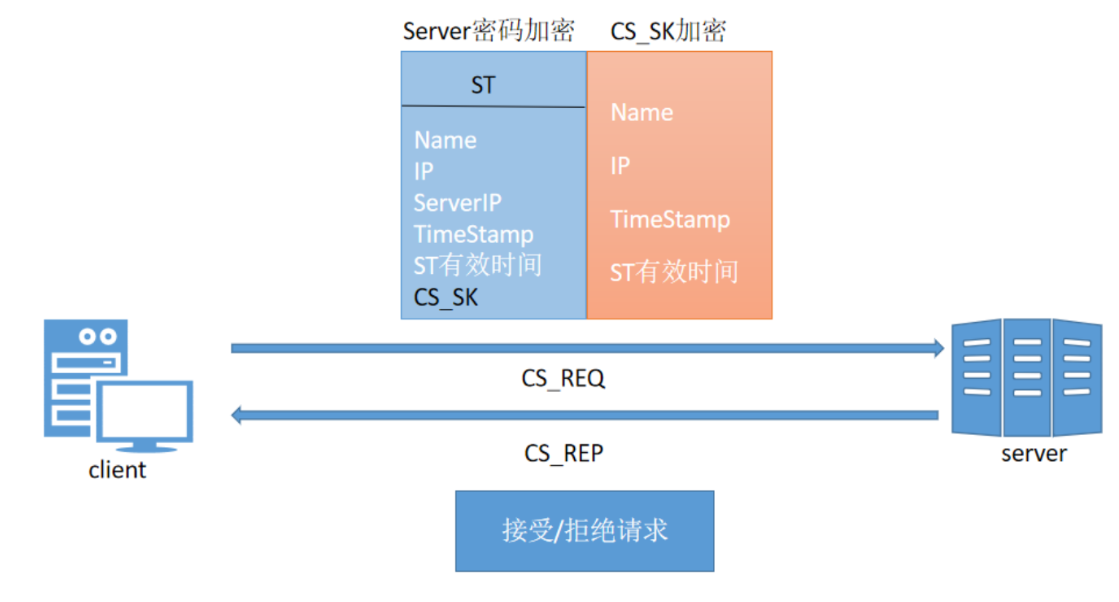 Server密码加密
CS_SK加密
ST
Name
IP
ServerIP
TimeStamp
ST有效时间
CS_SK
Name
IP
TimeStamp
ST有效时间
CS_REQ
CS_REP
client
server
接受/拒绝请求